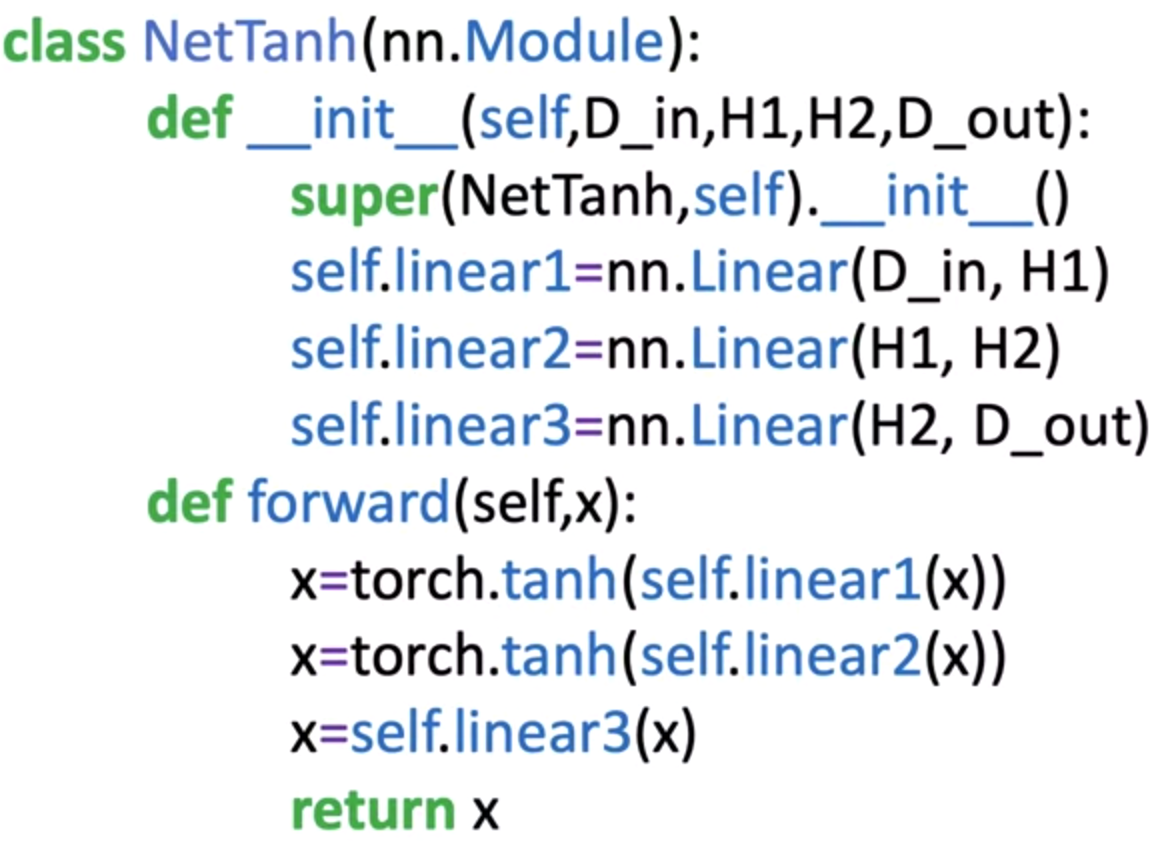 class NetTanh(nn.Module):
def __init__(self,D_in,H1,H2,D_out):
super(NetTanh,self).__init__()
self.linear1=nn.Linear(D_in, H1)
self.linear2=nn.Linear(H1, H2)
self.linear3=nn.Linear(H2, D_out)
def forward(self,x):
x=torch.tanh(self.linear1(x))
x=torch.tanh(self.linear2(x))
x=self.linear3(x)
return x